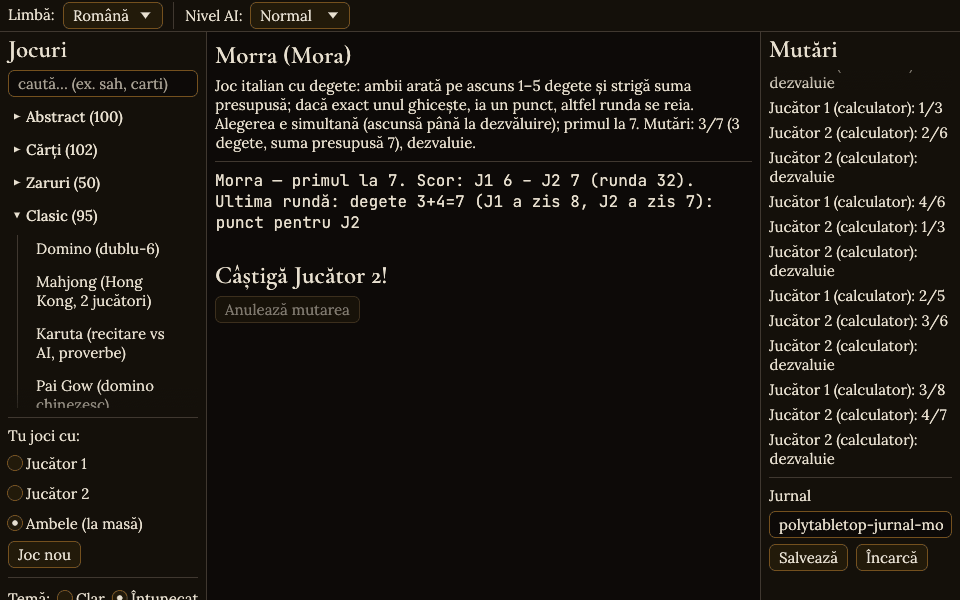 Limbă: Română Nivel AI: Normal
Jocuri
caută... (ex. sah, carti)
Abstract (100)
Cărți (102)
Zaruri (50)
Clasic (95)
Domino (dublu-6)
Mahjong (Hong
Kong, 2 jucători)
Karuta (recitare vs
AI, proverbe)
Pai Gow (domino
chinezesc)
Tu joci cu:
Jucător 1
Jucător 2
Ambele (la masă)
Joc nou
Temă: Clar Întunecat
Morra (Mora)
Joc italian cu degete: ambii arată pe ascuns 1–5 degete și strigă suma
presupusă; dacă exact unul ghicește, ia un punct, altfel runda se reia.
Alegerea e simultană (ascunsă până la dezvăluire); primul la 7. Mutări: 3/7 (3
degete, suma presupusă 7), dezvaluie.
Morra — primul la 7. Scor: J1 6 – J2 7 (runda 32).
Ultima rundă: degete 3+4=7 (J1 a zis 8, J2 a zis 7):
punct pentru J2
Câștigă Jucător 2!
Anulează mutarea
Mutări
dezvaluie
Jucător 1 (calculator): 1/3
Jucător 2 (calculator): 2/6
Jucător 2 (calculator):
dezvaluie
Jucător 1 (calculator): 4/6
Jucător 2 (calculator): 1/3
Jucător 2 (calculator):
dezvaluie
Jucător 1 (calculator): 2/5
Jucător 2 (calculator): 3/6
Jucător 2 (calculator):
dezvaluie
Jucător 1 (calculator): 3/8
Jucător 2 (calculator): 4/7
Jucător 2 (calculator):
dezvaluie
Jurnal
polytabletop-jurnal-mo
Salvează Încarcă